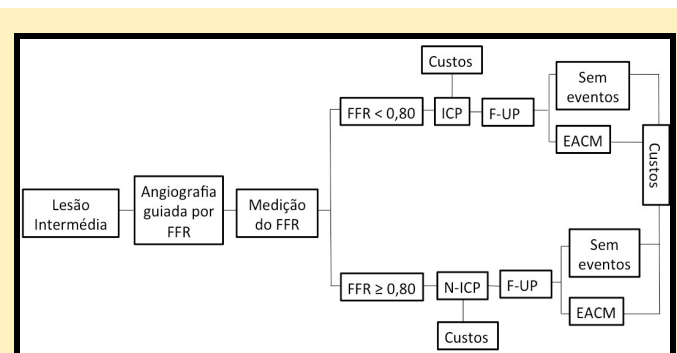 Lesão
Intermédia
Angiografia
guiada por
FFR
Medição
do FFR
FFR < 0,80
Custos
ICP
F-UP
Sem
eventos
EACM
FFR ≥ 0,80
N-ICP
Custos
F-UP
Sem
eventos
EACM
Custos